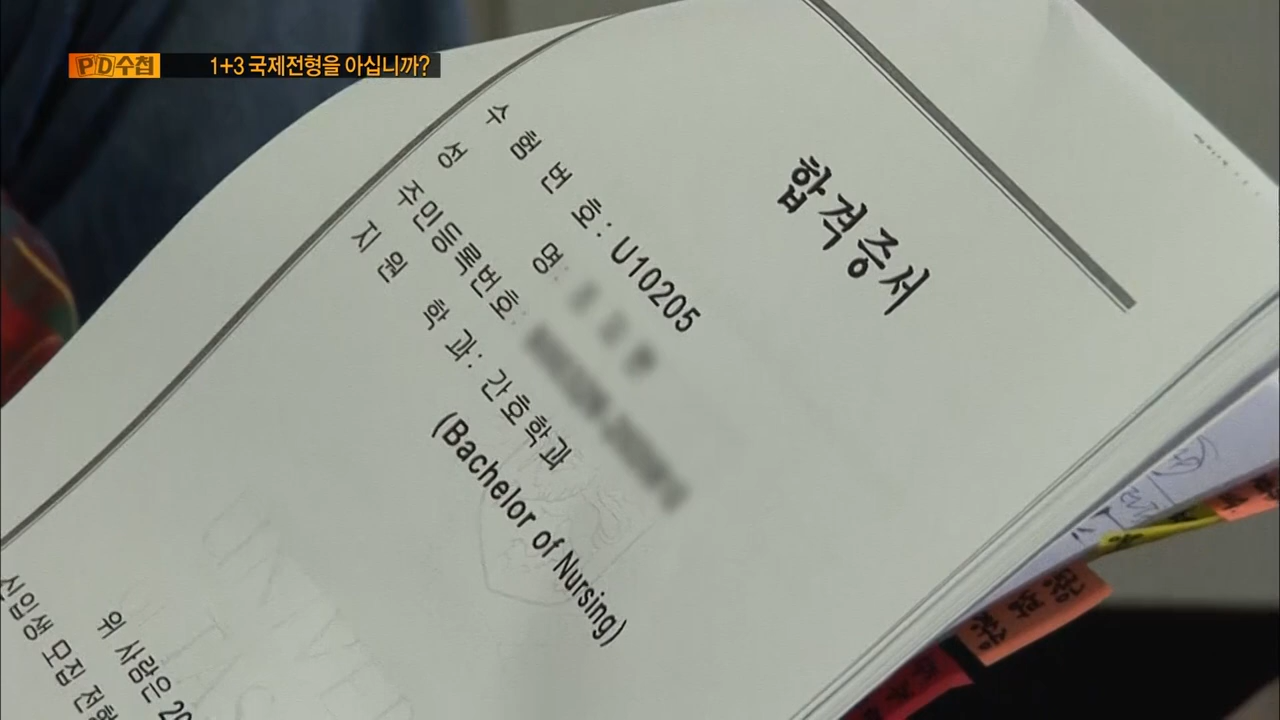 PD수첩 1+3 국제전형을 아십니까?
합격증서
수험번호: U10205
성 명:
주민등록번호:
지원 학과: 간호학과
(Bachelor of Nursing)
위 사람은 20
신입생 모집 전형